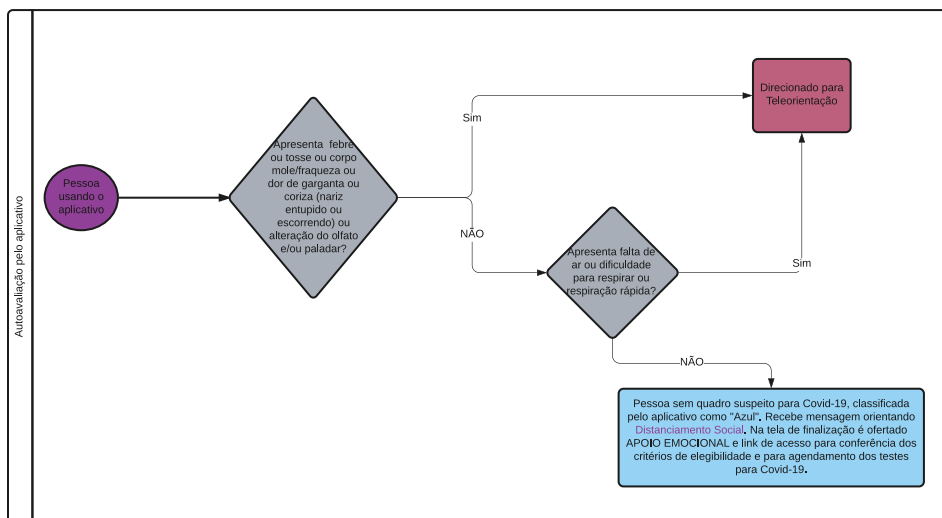 Autoavaliação pelo aplicativo
Pessoa
usando o
aplicativo
Apresenta febre
ou tosse ou corpo
mole/fraqueza ou
dor de garganta ou
coriza (nariz
entupido ou
escorrendo) ou
alteração do olfato
e/ou paladar?
Sim
Direcionado para
Teleorientação
NÃO
Apresenta falta de
ar ou dificuldade
para respirar ou
respiração rápida?
Sim
NÃO
Pessoa sem quadro suspeito para Covid-19, classificada
pelo aplicativo como "Azul". Recebe mensagem orientando
Distanciamento Social. Na tela de finalização é ofertado
APOIO EMOCIONAL e link de acesso para conferência dos
critérios de elegibilidade e para agendamento dos testes
para Covid-19.